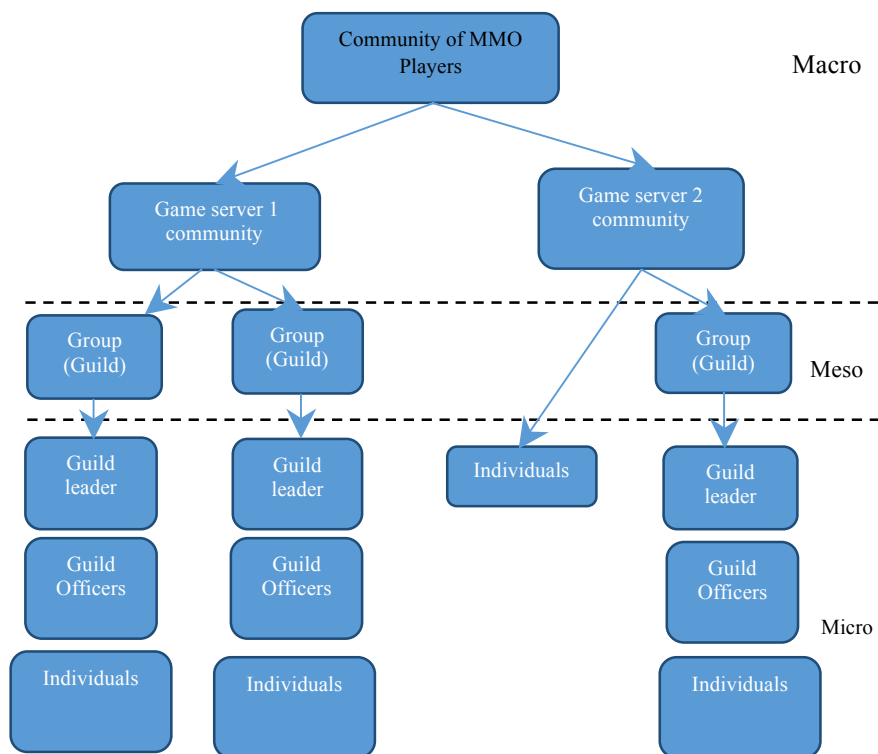 Community of MMO
Players
Macro
Game server 1
community
Game server 2
community
Group
(Guild)
Group
(Guild)
Group
(Guild)
Meso
Guild
leader
Guild
leader
Individuals
Guild
leader
Guild
Officers
Guild
Officers
Guild
Officers
Micro
Individuals
Individuals
Individuals